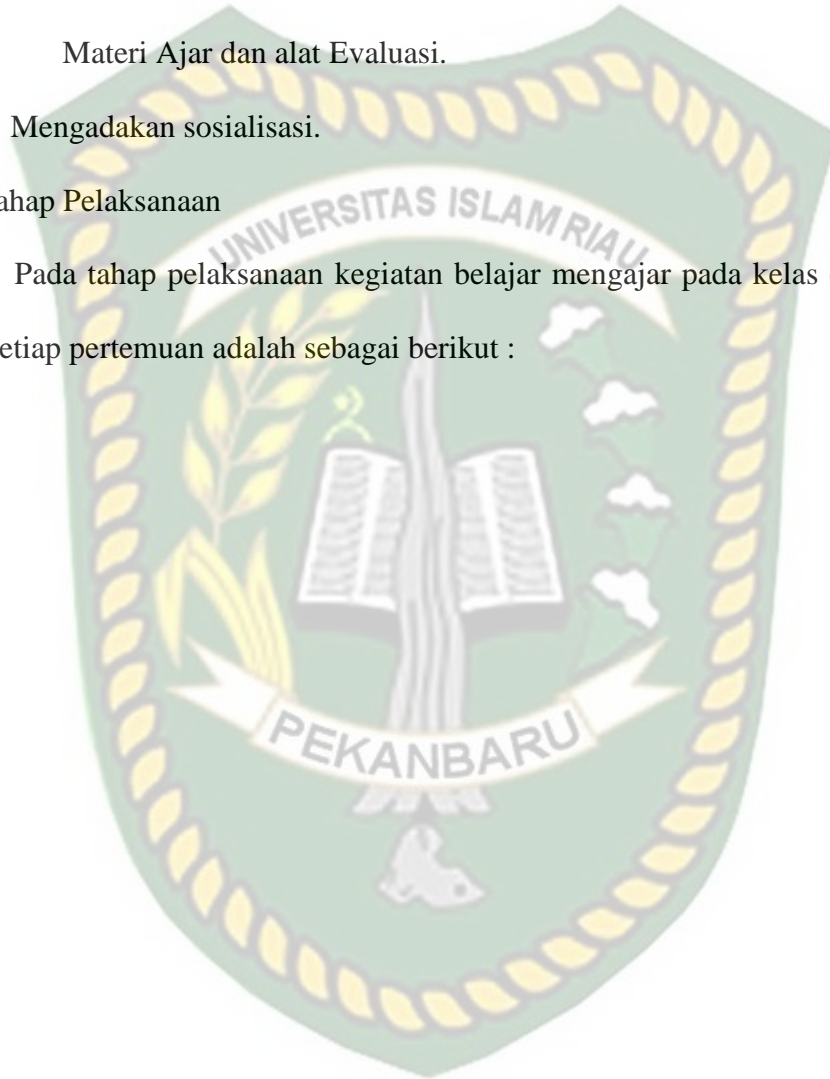 Materi Ajar dan alat Evaluasi.
Mengadakan sosialisasi.
ahap Pelaksanaan
UNIVERSITAS ISLAM RIAU
Pada tahap pelaksanaan kegiatan belajar mengajar pada kelas
etiap pertemuan adalah sebagai berikut :
PEKANBARU